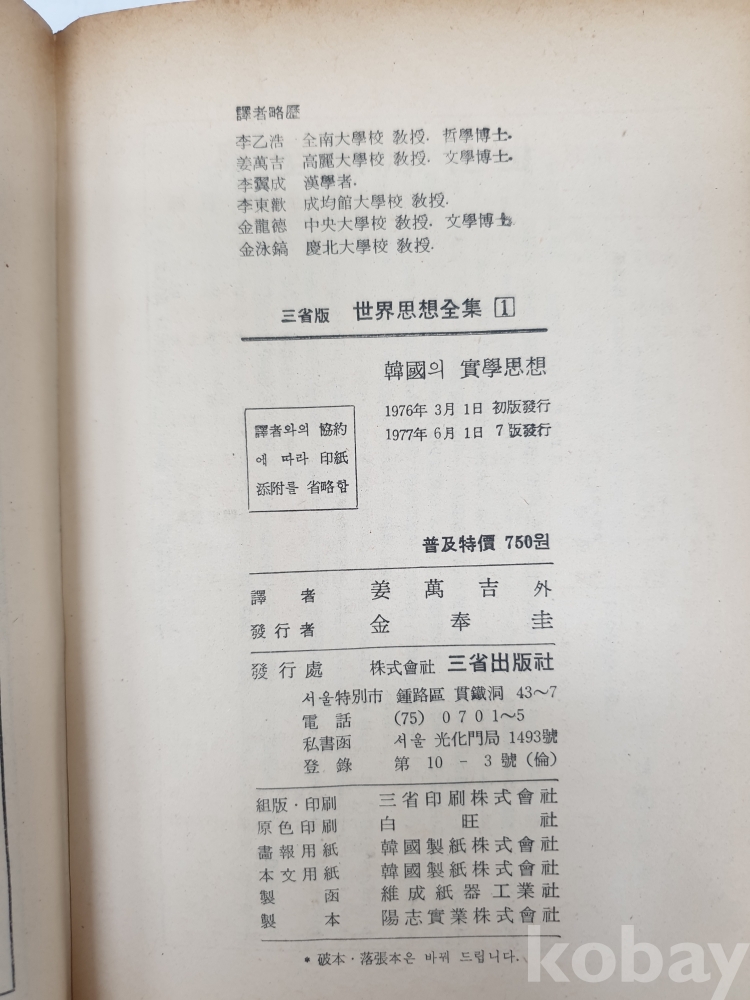 譯者略歷
李乙浩 全南大學校 敎授. 哲學博士.
姜萬吉 高麗大學校 敎授. 文學博士.
李翼成 漢學者.
李東歡 成均館大學校 敎授.
金龍德 中央大學校 敎授. 文學博士.
金泳鎬 慶北大學校 敎授.
三省版 世界思想全集 1
韓國의 實學思想
1976年 3月 1日 初版發行
1977年 6月 1日 7版發行
譯者와의 協約
에 따라 印紙
添附를 省略함
普及特價 750원
譯者 姜萬吉 外
發行者 金奉圭
發行處 株式會社 三省出版社
서울特別市 鍾路區 貫鐵洞 43~7
電話 (75) 0701~5
私書函 서울 光化門局 1493號
登錄 第 10 - 3號 (倫)
組版·印刷 三省印刷株式會社
原色印刷 白旺社
畵報用紙 韓國製紙株式會社
本文用紙 韓國製紙株式會社
製函 維成紙器工業社
製本 陽志實業株式會社
* 破本·落張本은 바꿔 드립니다.
kobay